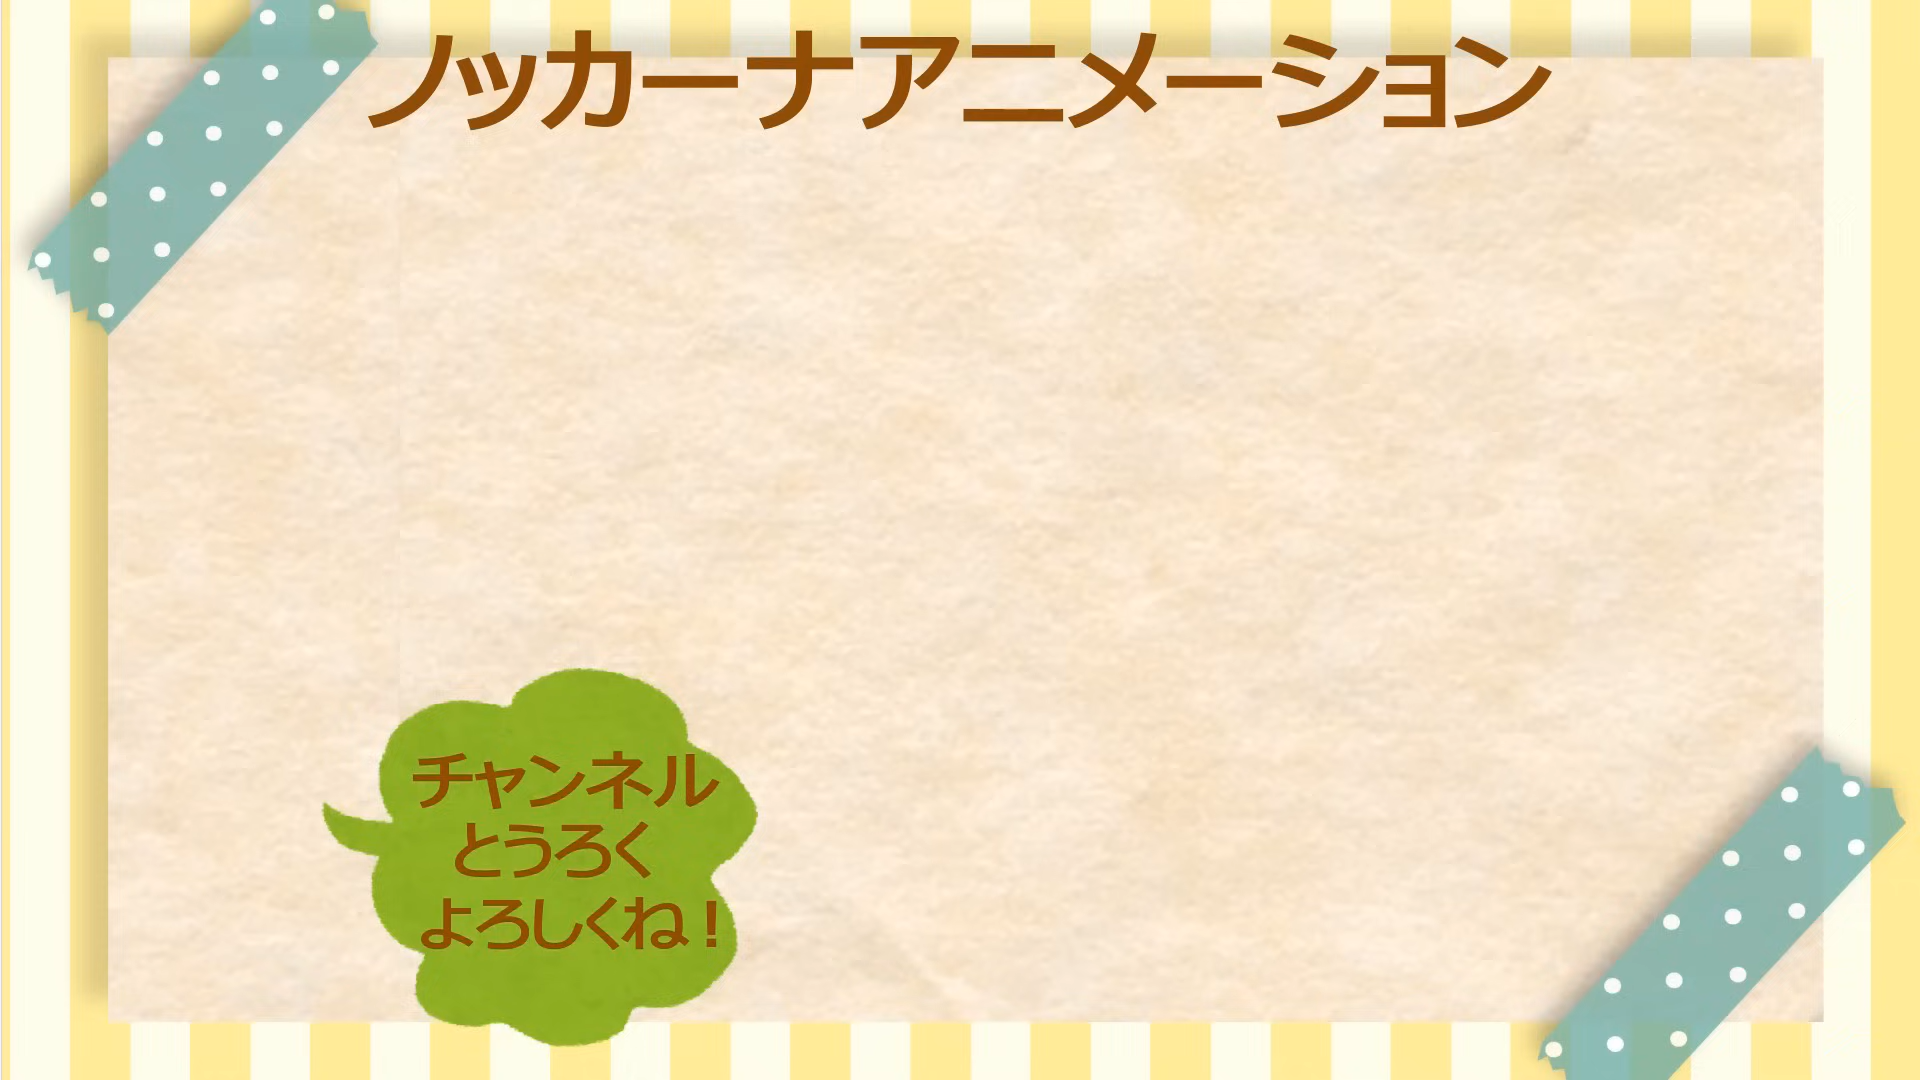 ノッカーナアニメーション
チャンネル
とうろく
よろしくね！